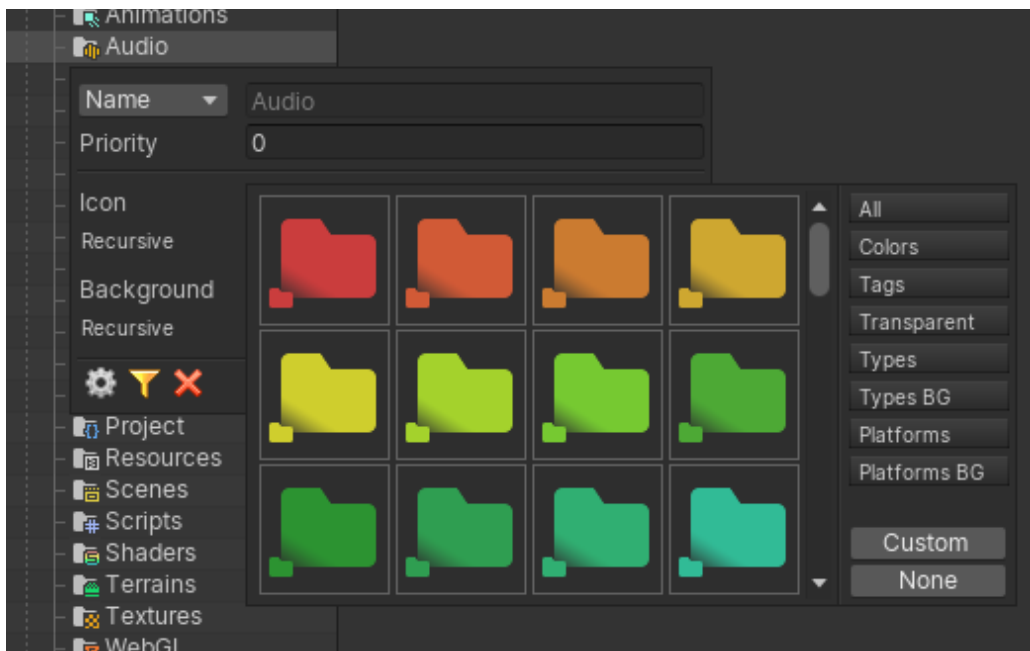 Animations
Audio
Name
Audio
Priority
0
Icon
Recursive
Background
Recursive
All
Colors
Tags
Transparent
Types
Types BG
Platforms
Platforms BG
Custom
None
Project
Resources
Scenes
Scripts
Shaders
Terrains
Textures
WebGL